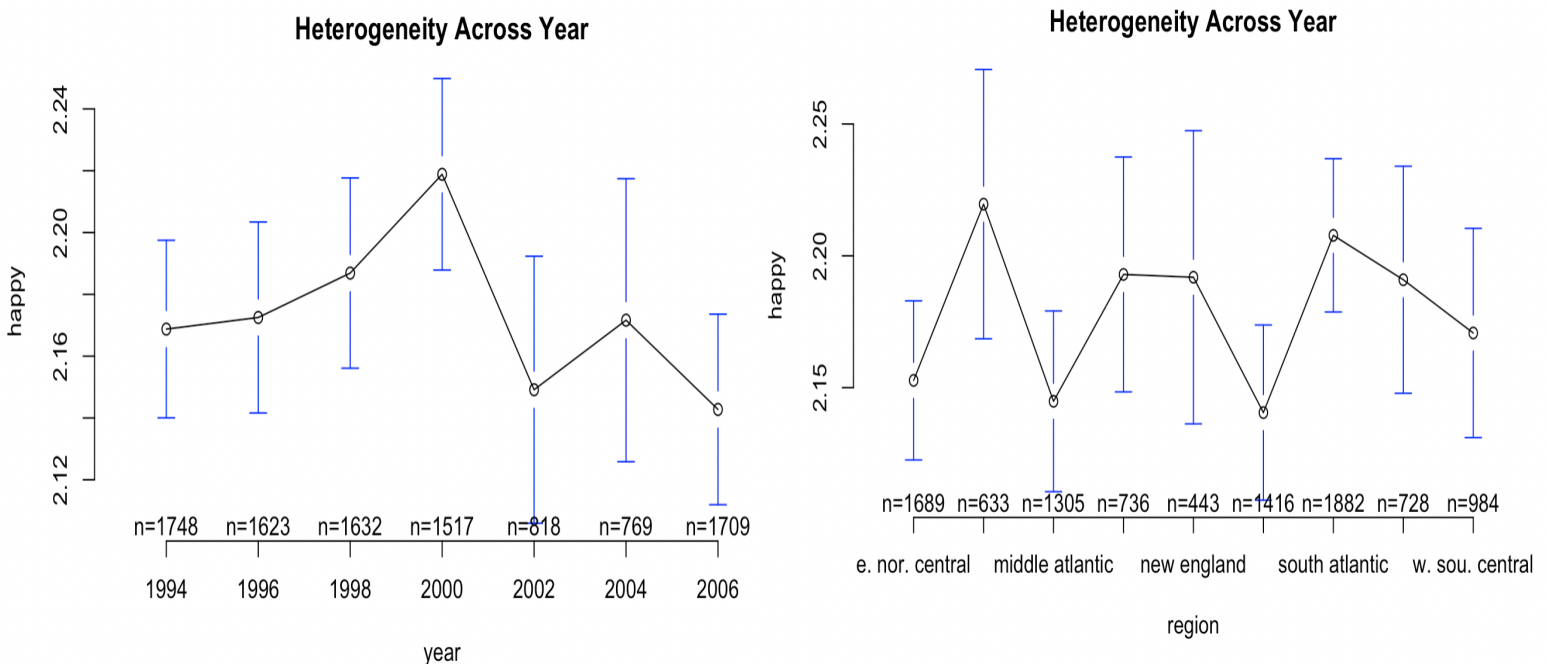 Heterogeneity Across Year
happy
2.24
2.20
2.16
2.12
n=1748 n=1623 n=1632 n=1517 n=818 n=769 n=1709
1994 1996 1998 2000 2002 2004 2006
year
Heterogeneity Across Year
happy
2.25
2.20
2.15
n=1689 n=633 n=1305 n=736 n=443 n=1416 n=1882 n=728 n=984
e. nor. central middle atlantic new england south atlantic w. sou. central
region